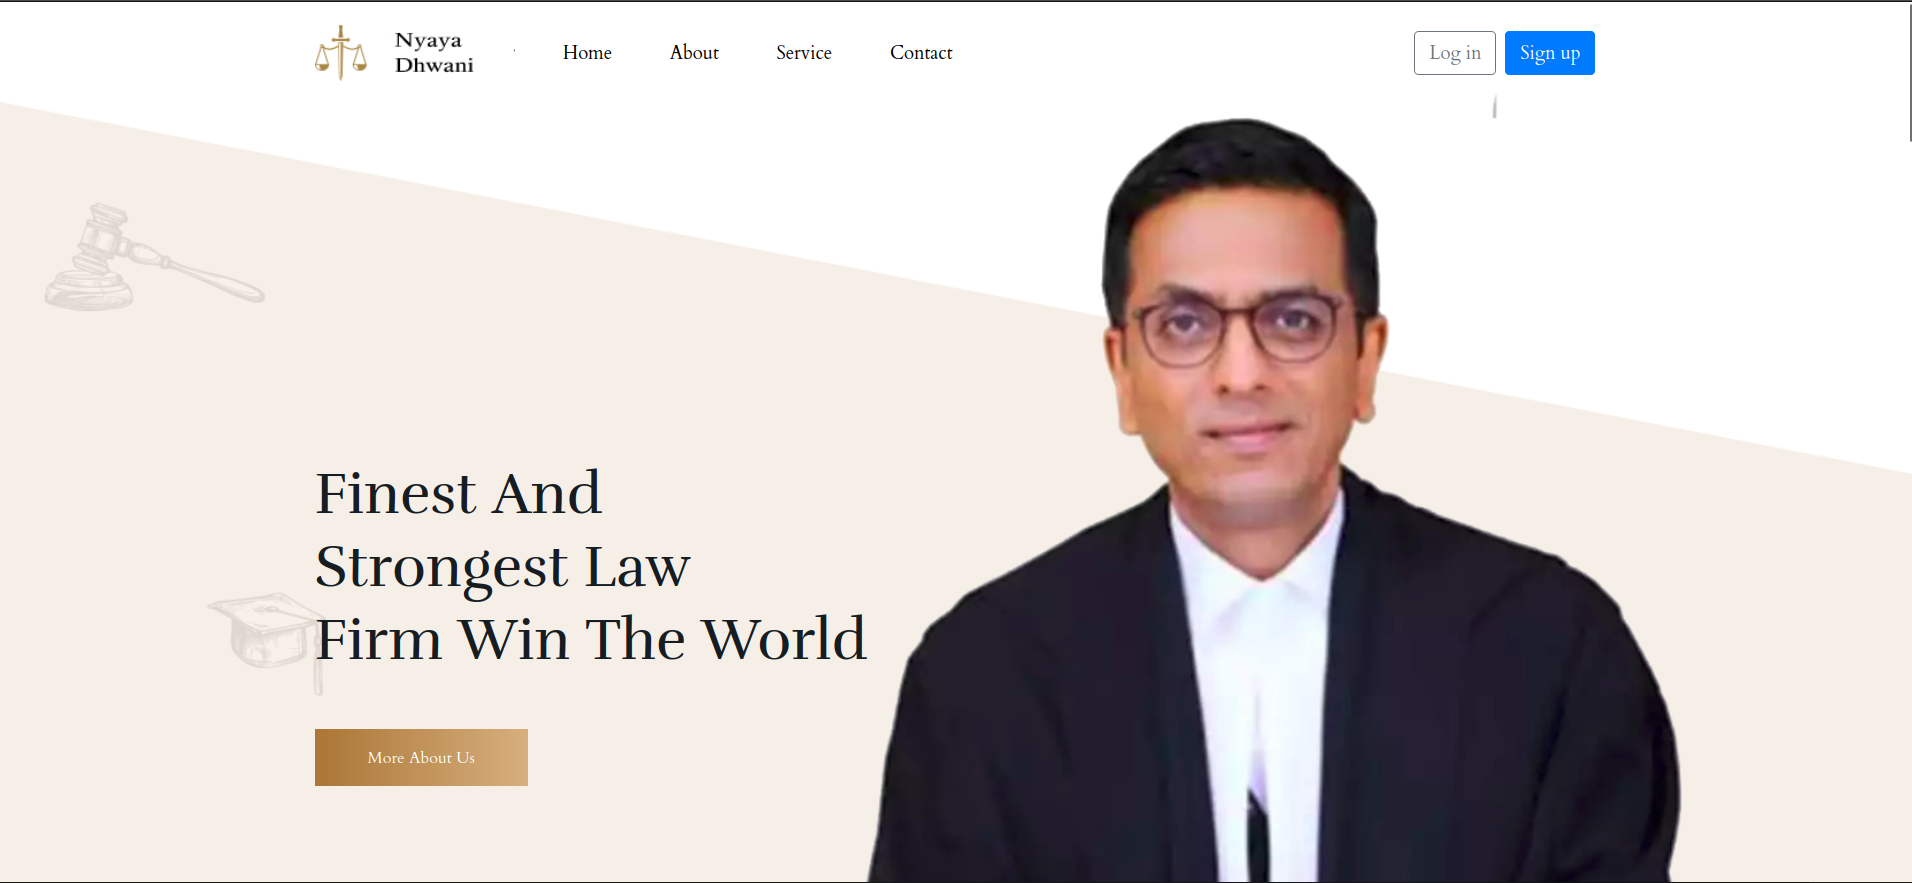 Nyaya
Dhwani
Home
About
Service
Contact
Log in
Sign up
Finest And
Strongest Law
Firm Win The World
More About Us